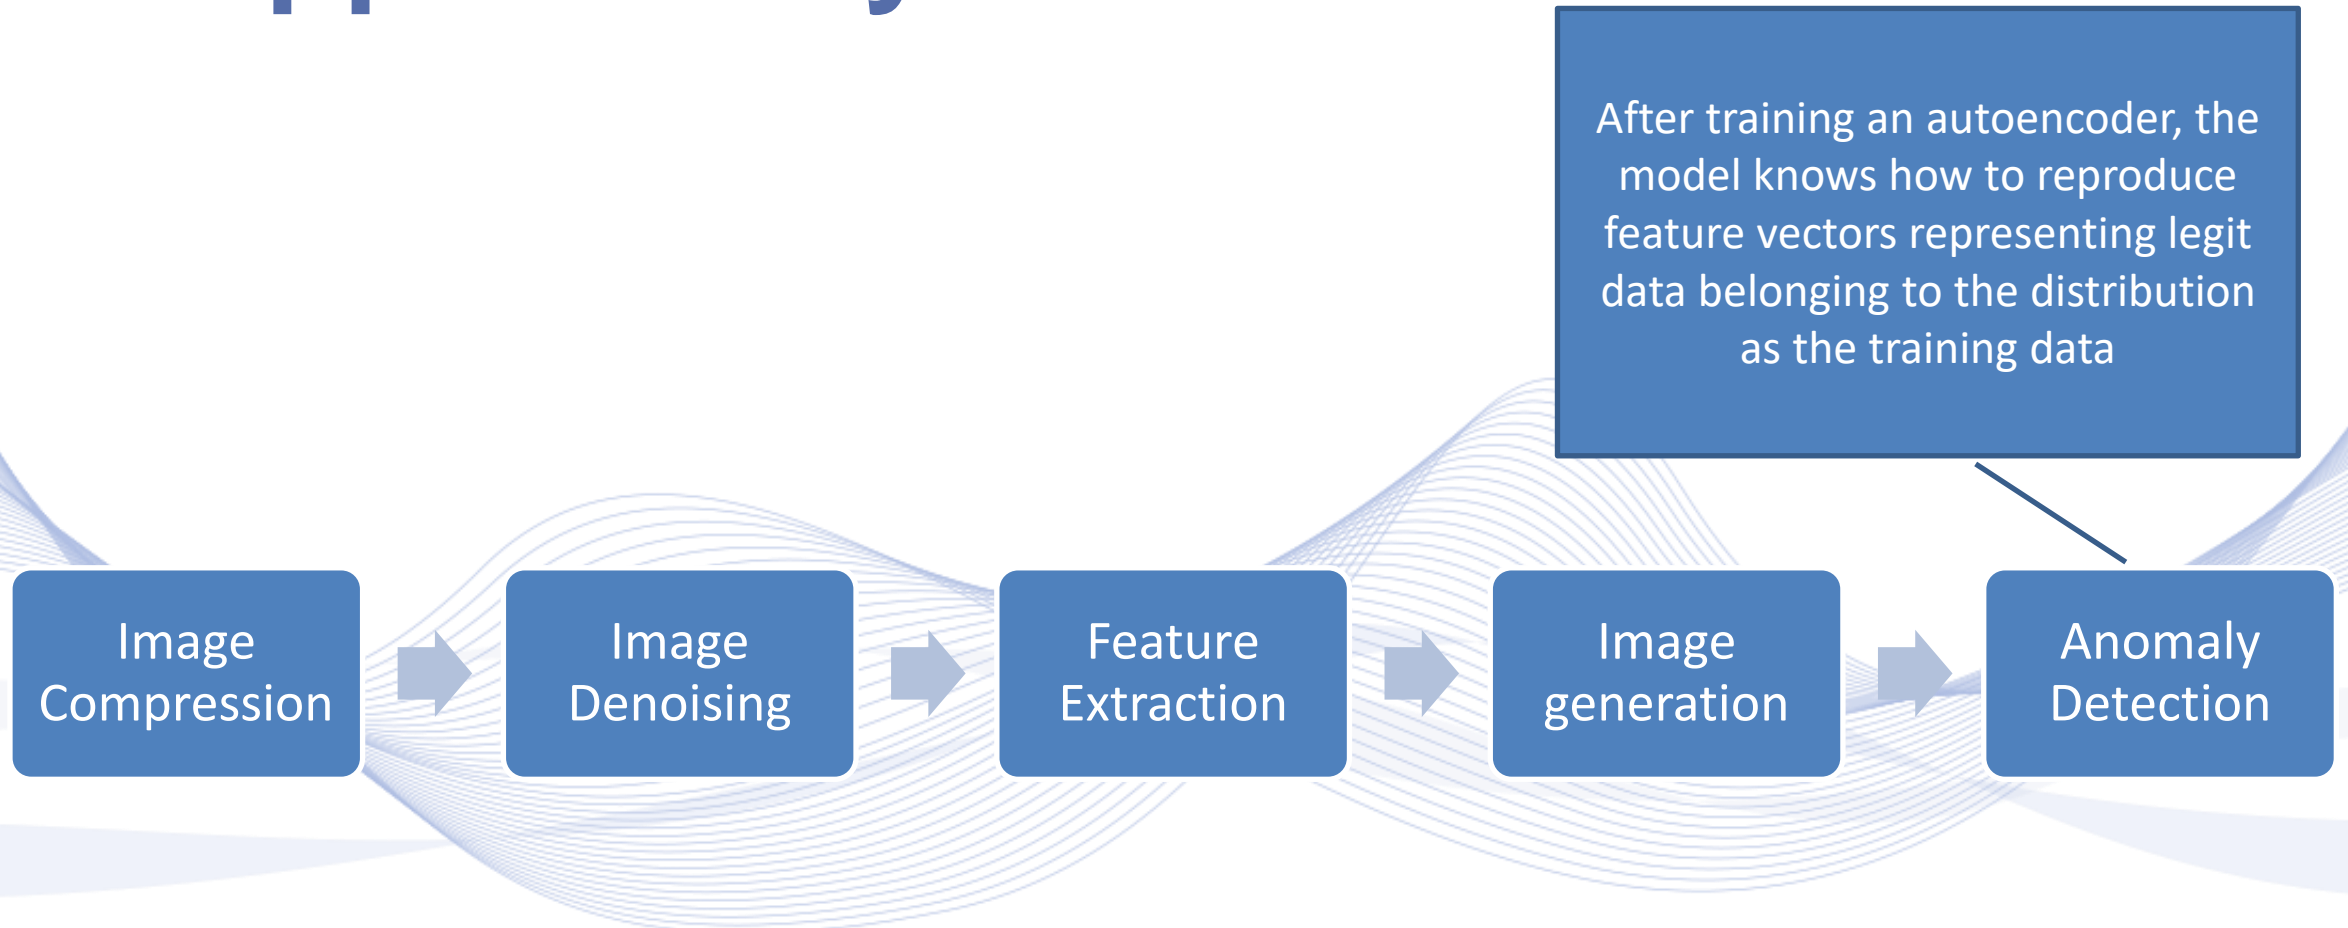 After training an autoencoder, the
model knows how to reproduce
feature vectors representing legit
data belonging to the distribution
as the training data
Image
Compression
Image
Denoising
Feature
Extraction
Image
generation
Anomaly
Detection